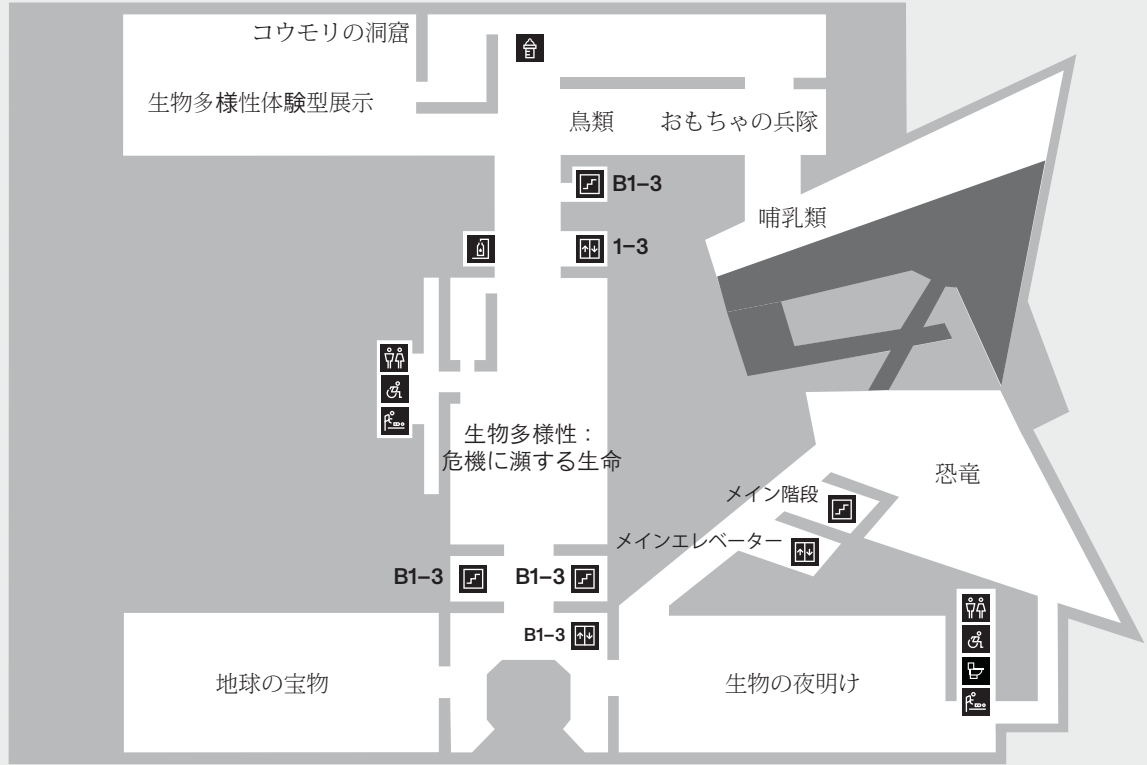 コウモリの洞窟
生物多様性体験型展示
鳥類
おもちゃの兵隊
B1–3
哺乳類
1–3
生物多様性：
危機に瀕する生命
恐竜
メイン階段
メインエレベーター
B1–3
B1–3
B1–3
地球の宝物
生物の夜明け